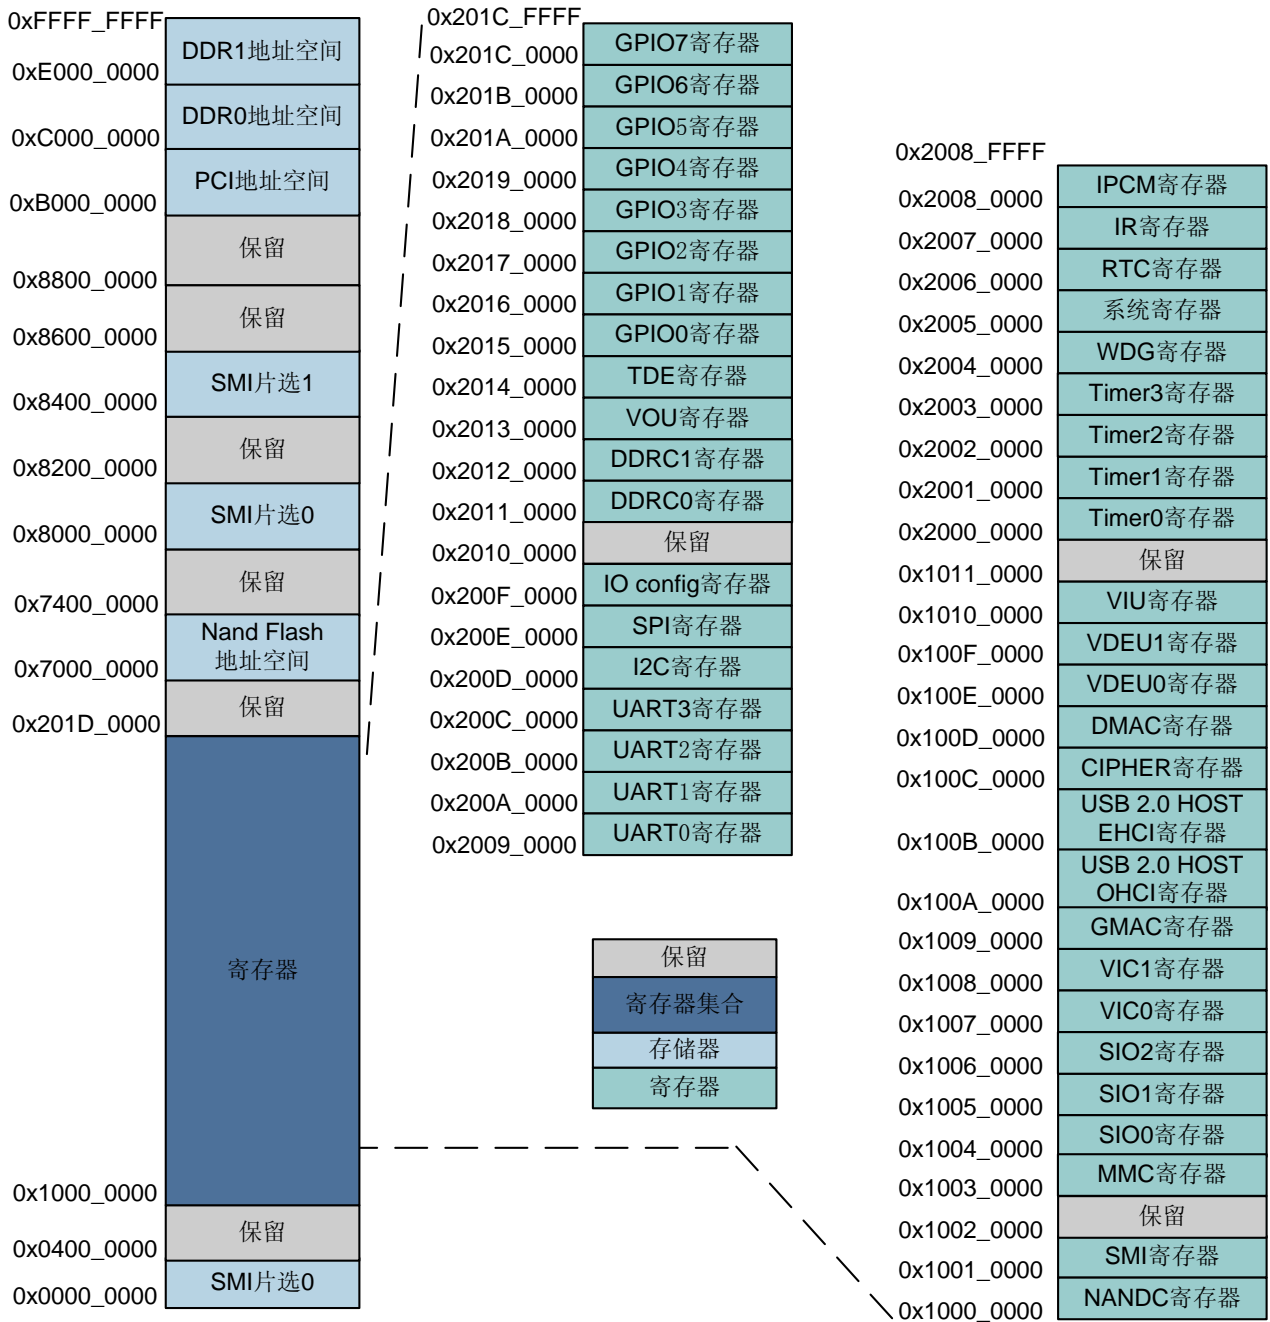 0xFFFF_FFFF
DDR1地址空间
0xE000_0000
DDR0地址空间
0xC000_0000
PCI地址空间
0xB000_0000
保留
0x8800_0000
保留
0x8600_0000
SMI片选1
0x8400_0000
保留
0x8200_0000
SMI片选0
0x8000_0000
保留
0x7400_0000
Nand Flash
地址空间
0x7000_0000
保留
0x201D_0000
寄存器
0x1000_0000
保留
0x0400_0000
SMI片选0
0x0000_0000
0x201C_FFFF
GPIO7寄存器
0x201C_0000
GPIO6寄存器
0x201B_0000
GPIO5寄存器
0x201A_0000
GPIO4寄存器
0x2019_0000
GPIO3寄存器
0x2018_0000
GPIO2寄存器
0x2017_0000
GPIO1寄存器
0x2016_0000
GPIO0寄存器
0x2015_0000
TDE寄存器
0x2014_0000
VOU寄存器
0x2013_0000
DDRC1寄存器
0x2012_0000
DDRC0寄存器
0x2011_0000
保留
0x2010_0000
IO config寄存器
0x200F_0000
SPI寄存器
0x200E_0000
I2C寄存器
0x200D_0000
UART3寄存器
0x200C_0000
UART2寄存器
0x200B_0000
UART1寄存器
0x200A_0000
UART0寄存器
0x2009_0000
保留
寄存器集合
存储器
寄存器
0x2008_FFFF
IPCM寄存器
0x2008_0000
IR寄存器
0x2007_0000
RTC寄存器
0x2006_0000
系统寄存器
0x2005_0000
WDG寄存器
0x2004_0000
Timer3寄存器
0x2003_0000
Timer2寄存器
0x2002_0000
Timer1寄存器
0x2001_0000
Timer0寄存器
0x2000_0000
保留
0x1011_0000
VIU寄存器
0x1010_0000
VDEU1寄存器
0x100F_0000
VDEU0寄存器
0x100E_0000
DMAC寄存器
0x100D_0000
CIPHER寄存器
0x100C_0000
USB 2.0 HOST
EHCI寄存器
0x100B_0000
USB 2.0 HOST
OHCI寄存器
0x100A_0000
GMAC寄存器
0x1009_0000
VIC1寄存器
0x1008_0000
VIC0寄存器
0x1007_0000
SIO2寄存器
0x1006_0000
SIO1寄存器
0x1005_0000
SIO0寄存器
0x1004_0000
MMC寄存器
0x1003_0000
保留
0x1002_0000
SMI寄存器
0x1001_0000
NANDC寄存器
0x1000_0000